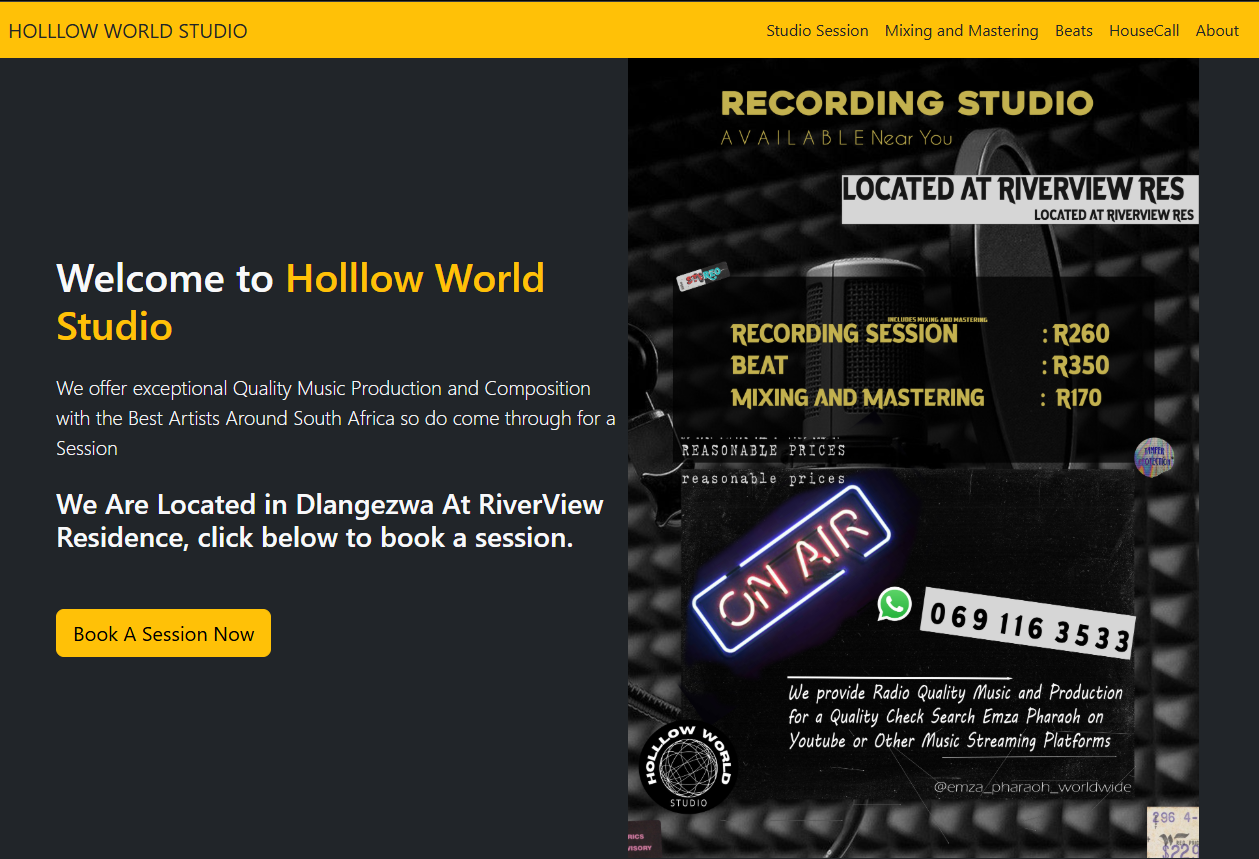 HOLLLOW WORLD STUDIO
Studio Session Mixing and Mastering Beats HouseCall About
Welcome to Holllow World
Studio
We offer exceptional Quality Music Production and Composition
with the Best Artists Around South Africa so do come through for a
Session
We Are Located in Dlangezwa At RiverView
Residence, click below to book a session.
Book A Session Now
RECORDING STUDIO
AVAILABLE Near You
LOCATED AT RIVERVIEW RES
LOCATED AT RIVERVIEW RES
STEREO
INCLUDES MIXING AND MASTERING
RECORDING SESSION : R260
BEAT : R350
MIXING AND MASTERING : R170
REASONABLE PRICES
reasonable prices
ON AIR
069 116 3533
We provide Radio Quality Music and Production
for a Quality Check Search Emza Pharaoh on
Youtube or Other Music Streaming Platforms
HOLLLOW WORLD
STUDIO
@emza_pharaoh_worldwide
296 4-